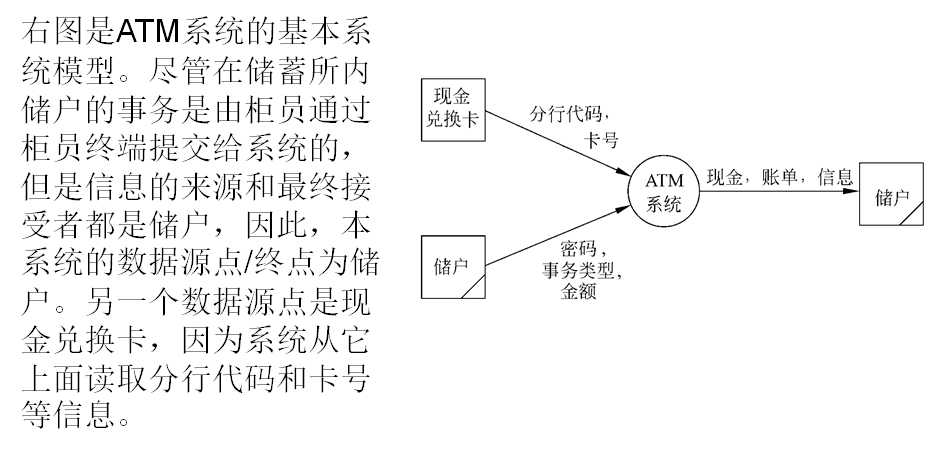 右图是ATM系统的基本系
统模型。尽管在储蓄所内
储户的事务是由柜员通过
柜员终端提交给系统的，
但是信息的来源和最终接
受者都是储户，因此，本
系统的数据源点/终点为储
户。另一个数据源点是现
金兑换卡，因为系统从它
上面读取分行代码和卡号
等信息。
现金
兑换卡
分行代码，
卡号
ATM
系统
现金，账单，信息
储户
储户
密码，
事务类型，
金额